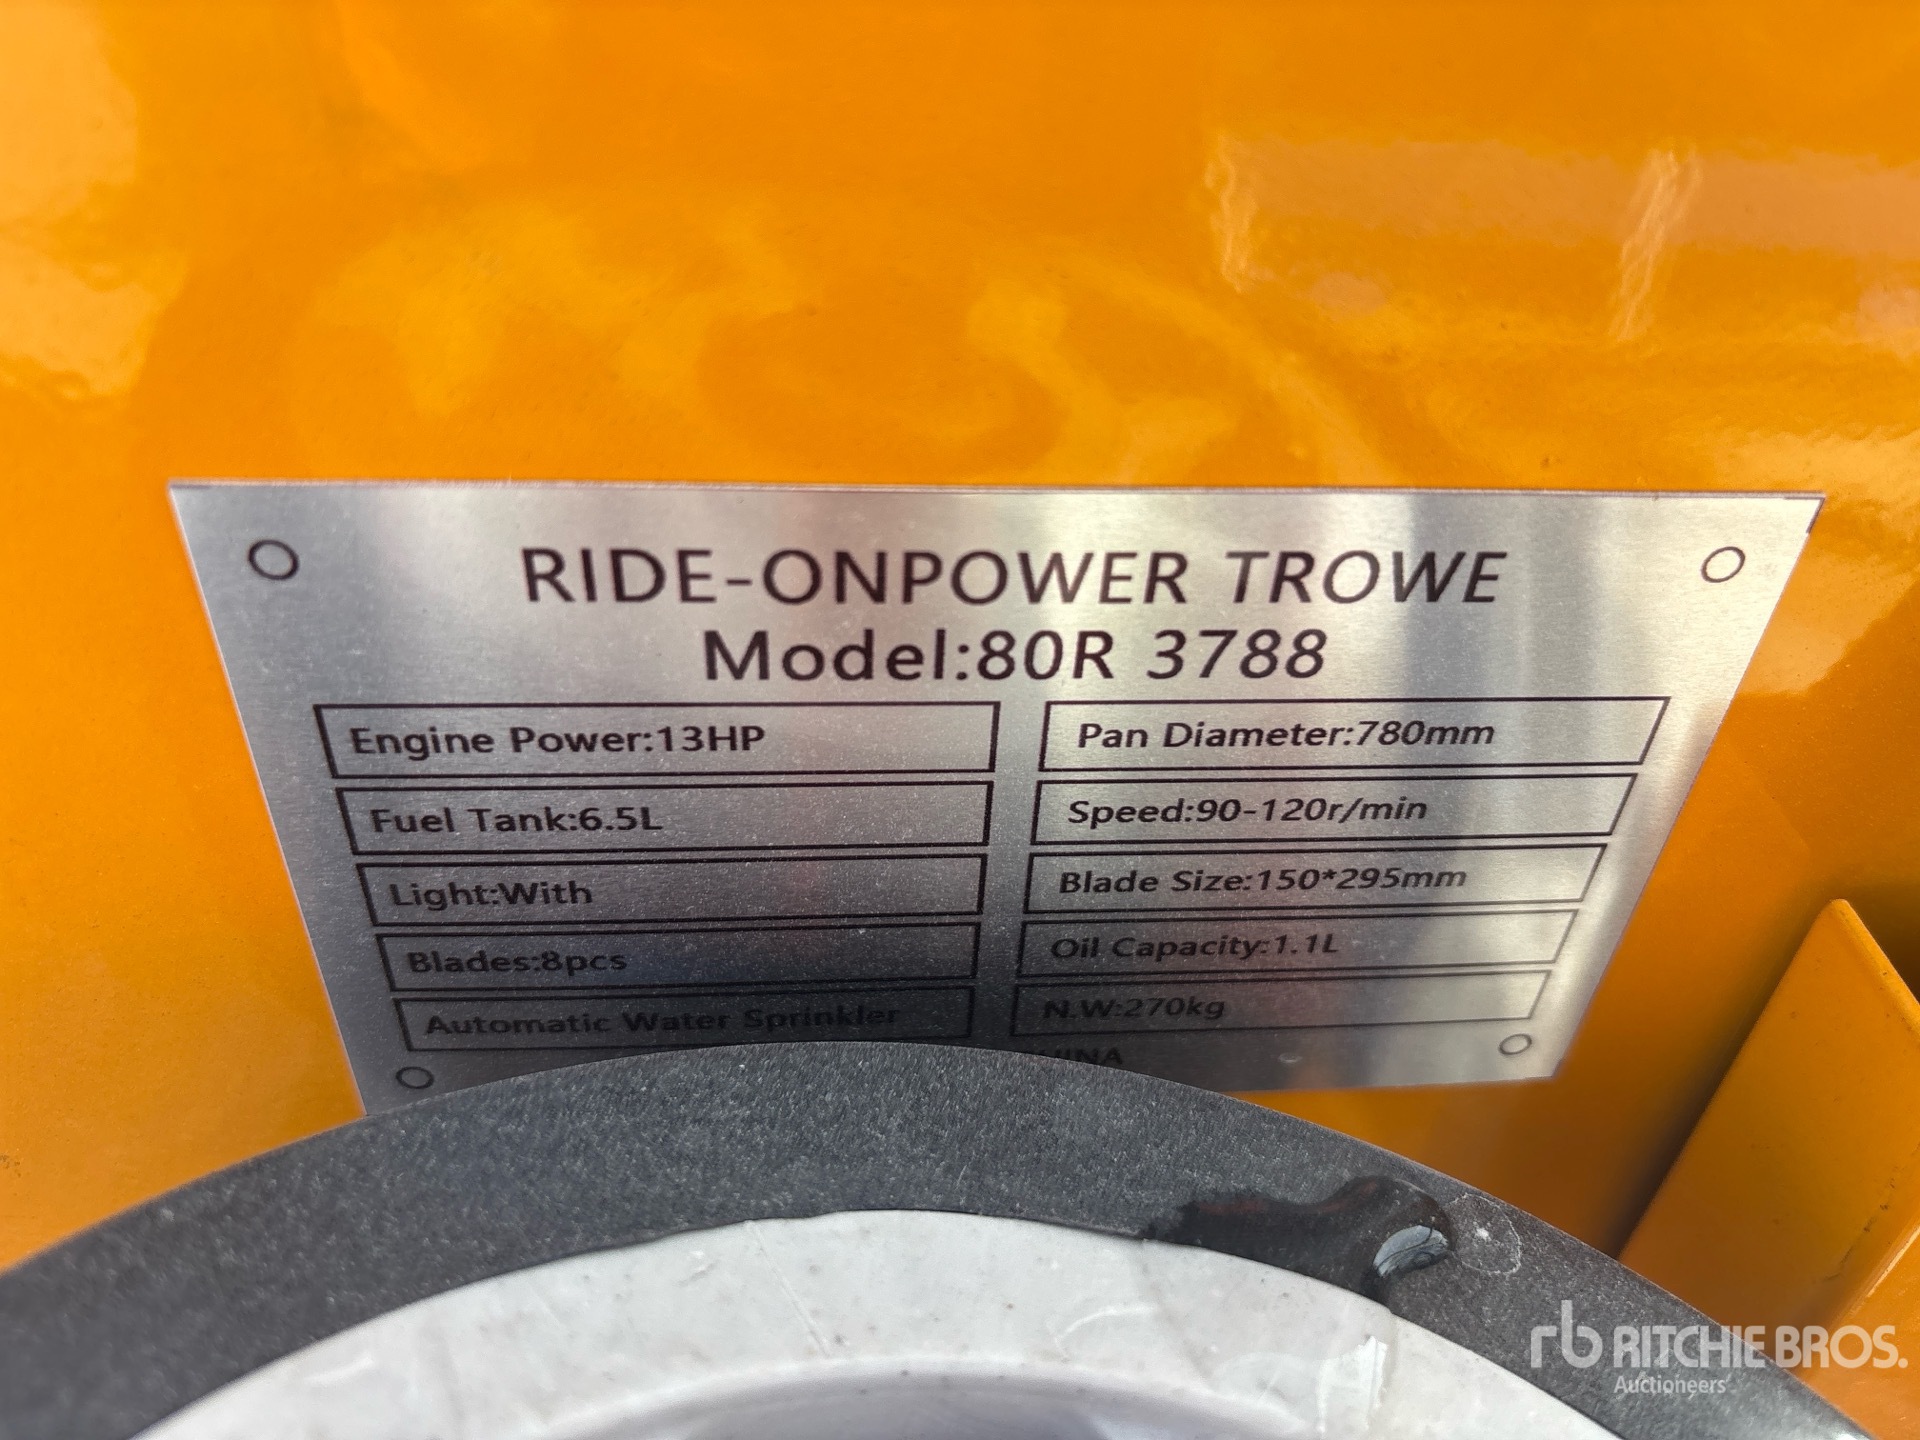 RIDE-ONPOWER TROWE
Model:80R 3788
Engine Power:13HP
Pan Diameter:780mm
Fuel Tank:6.5L
Speed:90-120r/min
Light:With
Blade Size:150*295mm
Blades:8pcs
Oil Capacity:1.1L
Automatic Water Sprinkler
N.W:270kg
rb RITCHIE BROS.
Auctioneers